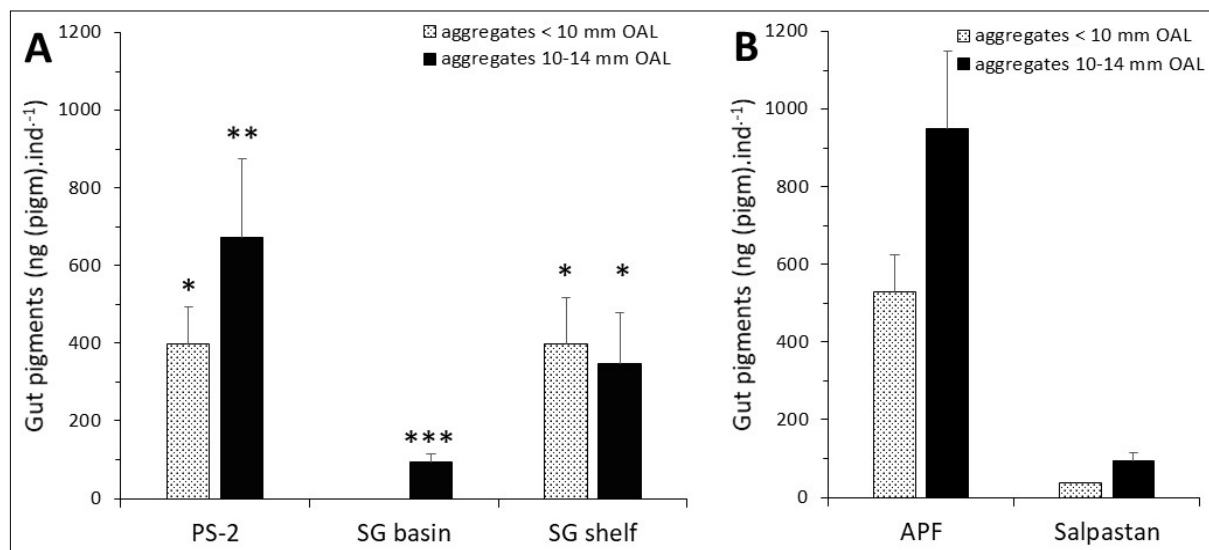 A
aggregates < 10 mm OAL
aggregates 10-14 mm OAL
Gut pigments (ng (pigm).ind.⁻¹)
1200
1000
800
600
400
200
0
*
**
***
*
*
PS-2 SG basin SG shelf
B
aggregates < 10 mm OAL
aggregates 10-14 mm OAL
Gut pigments (ng (pigm).ind.⁻¹)
1200
1000
800
600
400
200
0
APF Salpastan